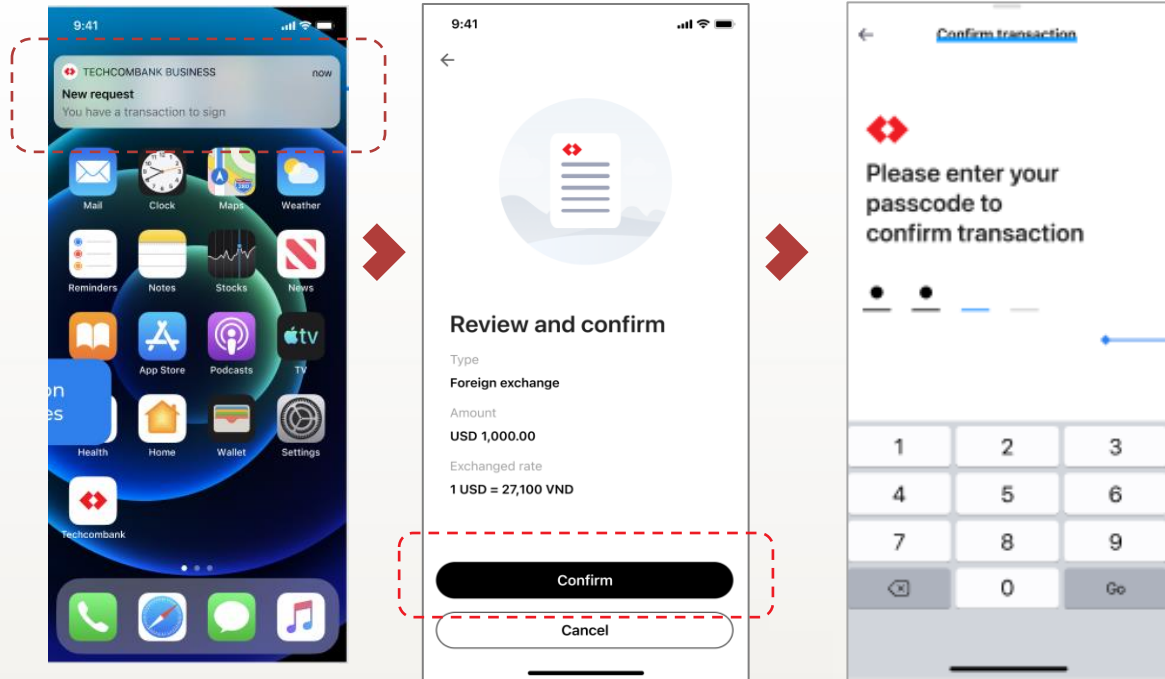 9:41
TECHCOMBANK BUSINESS now
New request
You have a transaction to sign
Mail Clock Maps Weather
Reminders Notes Stocks News
App Store Podcasts TV
tv
on
es
Health Home Wallet Settings
Techcombank
9:41
Review and confirm
Type
Foreign exchange
Amount
USD 1,000.00
Exchanged rate
1 USD = 27,100 VND
Confirm
Cancel
Confirm transaction
Please enter your
passcode to
confirm transaction
1 2 3
4 5 6
7 8 9
0 Go